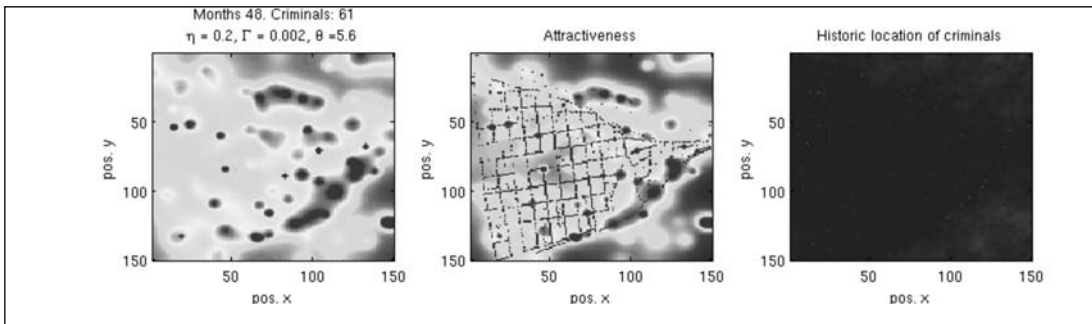 Months 48. Criminals: 61
η = 0.2, Γ = 0.002, θ =5.6
50
100
150
pos. y
50
100
150
pos. x
Attractiveness
50
100
150
pos. y
50
100
150
pos. x
Historic location of criminals
50
100
150
pos. y
50
100
150
pos. x